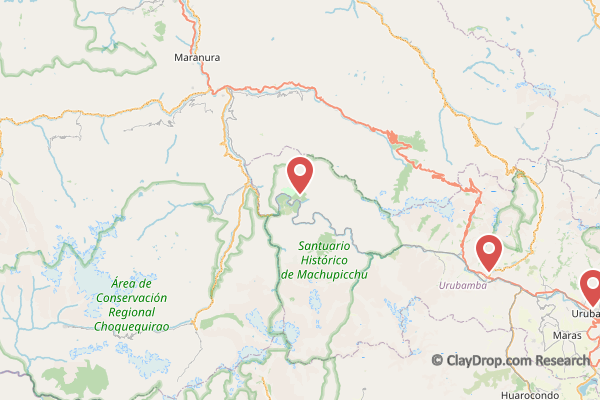 Maranura
Santuario
Histórico
de Machupicchu
Área de
Conservación
Regional
Choquequirao
Urubamba
Uruba
Maras
© ClayDrop.com Research
Huarocondo